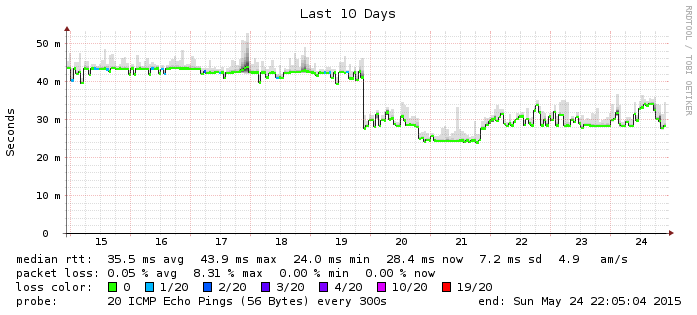 Last 10 Days
RRDTOOL / TOBI OETIKER
Seconds
50 m
40 m
30 m
20 m
10 m
0
15 16 17 18 19 20 21 22 23 24
median rtt: 35.5 ms avg 43.9 ms max 24.0 ms min 28.4 ms now 7.2 ms sd 4.9 am/s
packet loss: 0.05 % avg 8.31 % max 0.00 % min 0.00 % now
loss color: 0 1/20 2/20 3/20 4/20 10/20 19/20
probe: 20 ICMP Echo Pings (56 Bytes) every 300s end: Sun May 24 22:05:04 2015